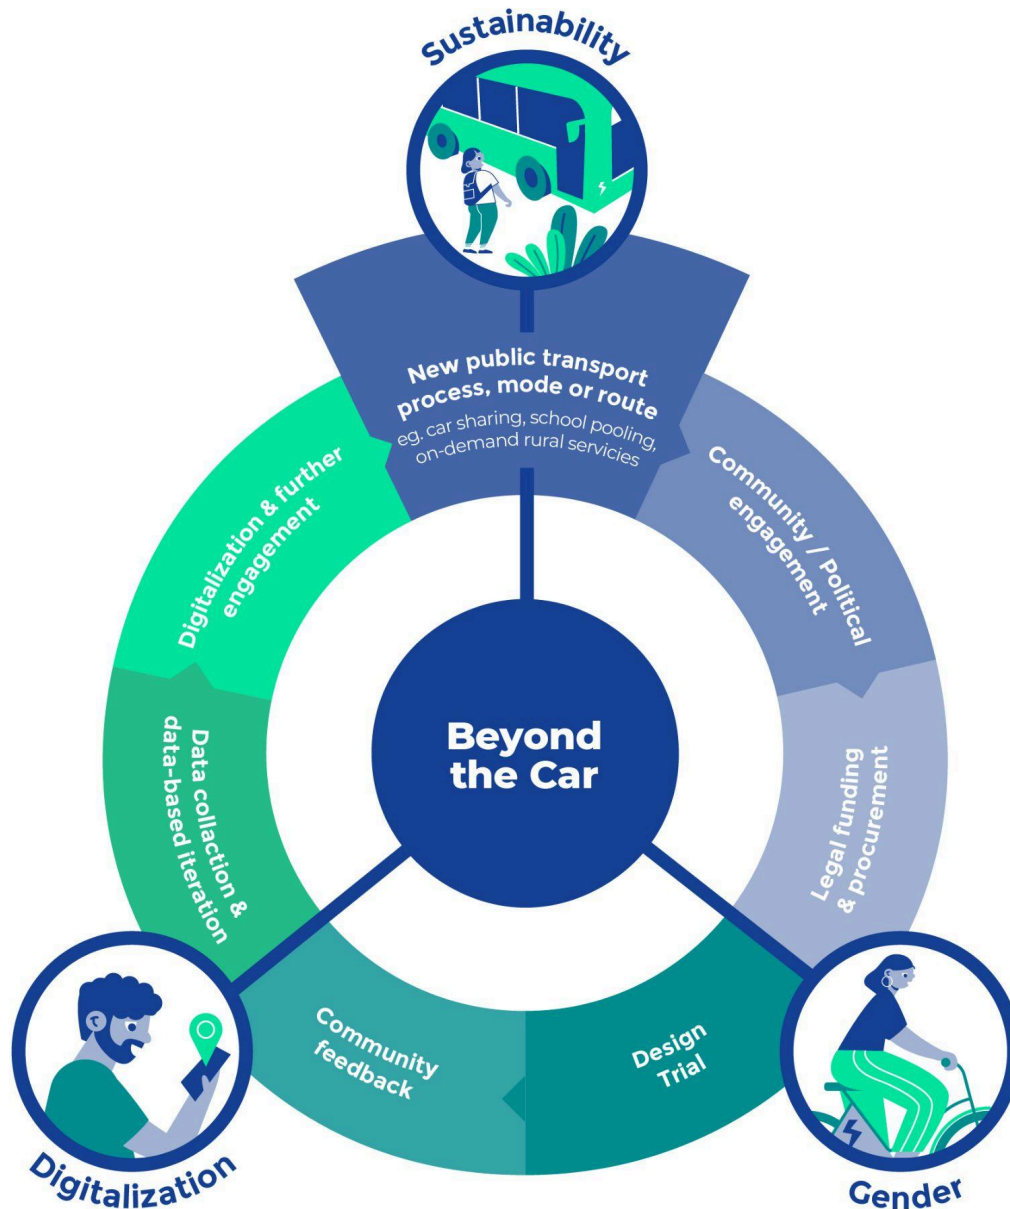 Sustainability
New public transport
process, mode or route
eg. car sharing, school pooling,
on-demand rural servicies
Community / Political
engagement
Legal funding
& procurement
Gender
Design
Trial
Community
feedback
Digitalization
Data collaction &
data-based iteration
Digitalization & further
engagement
Beyond
the Car